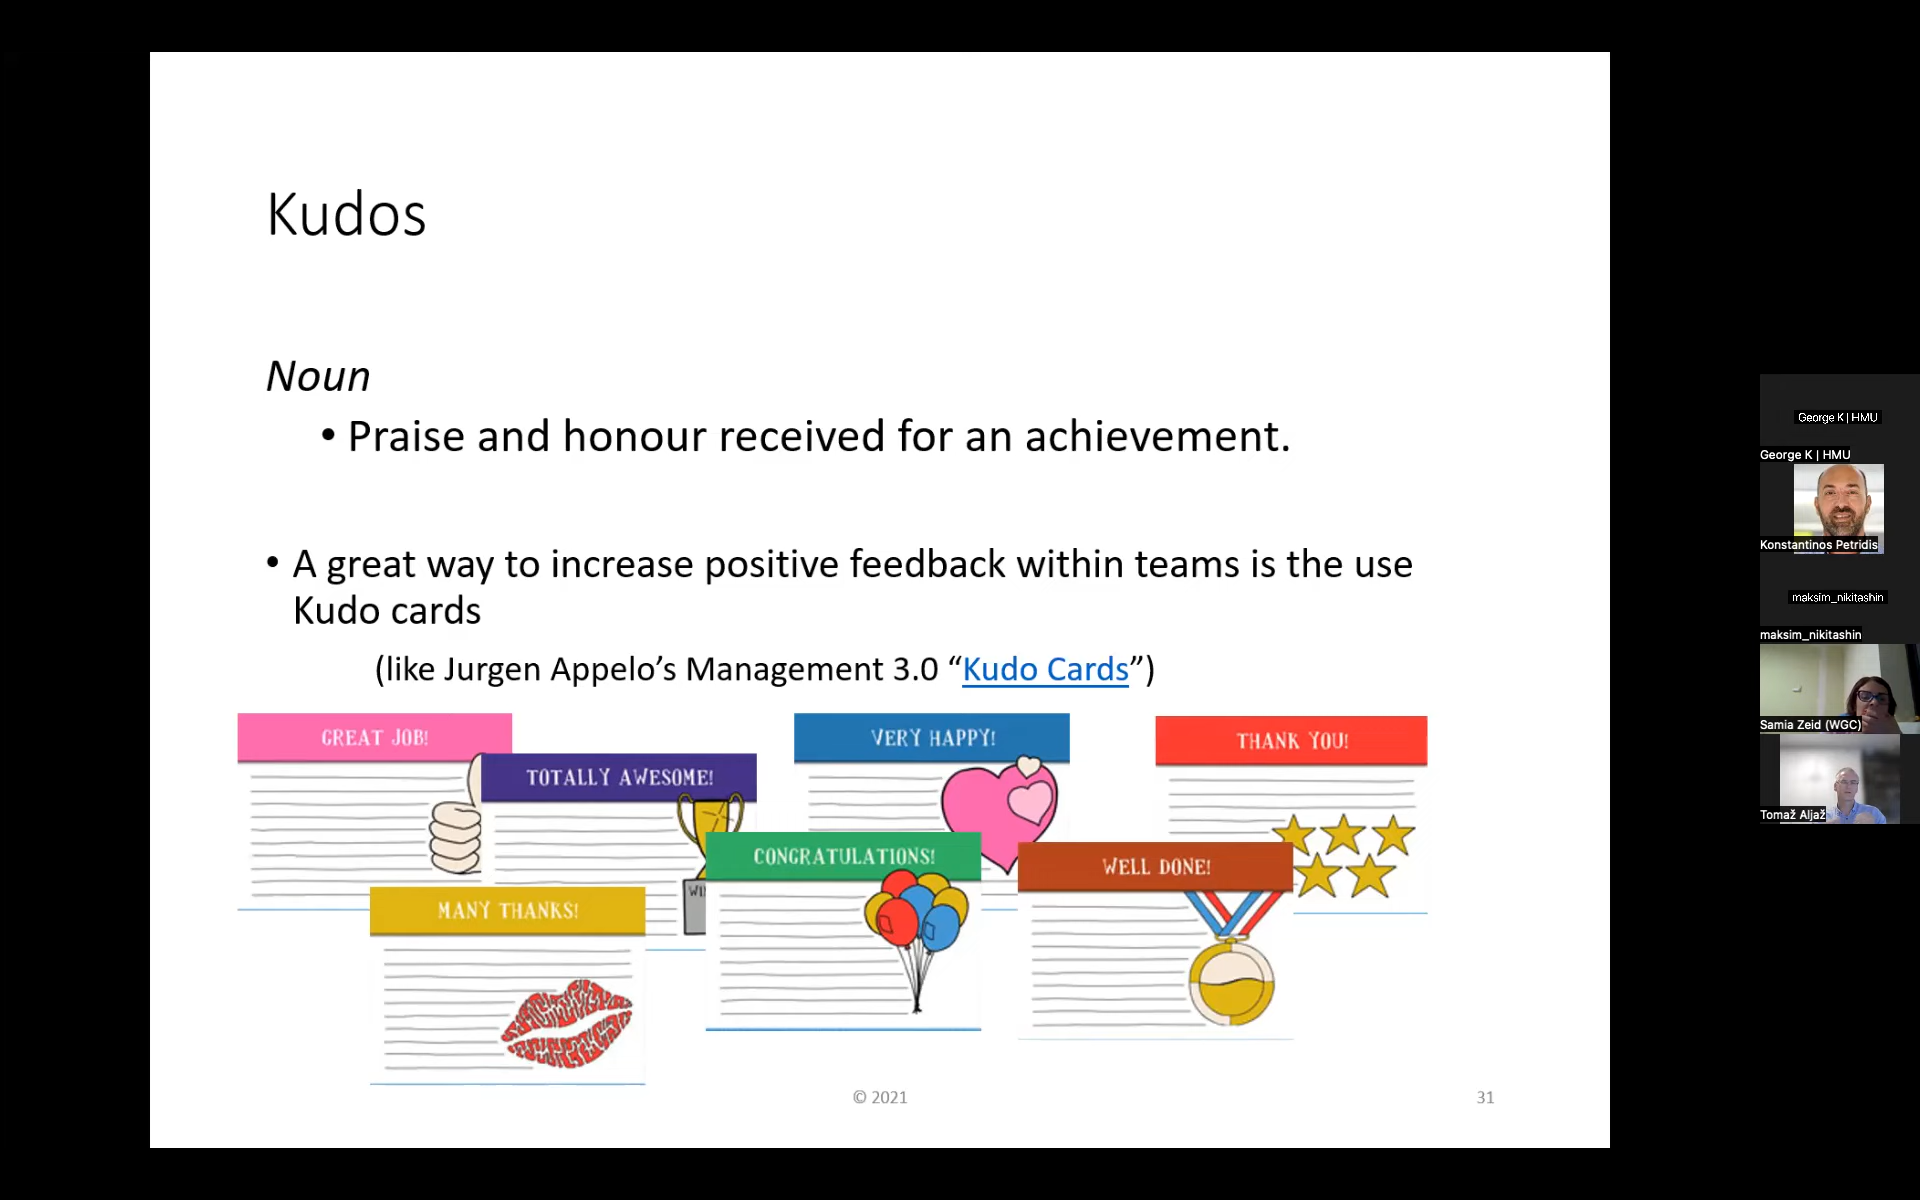 Kudos
Noun
• Praise and honour received for an achievement.
• A great way to increase positive feedback within teams is the use
Kudo cards
(like Jurgen Appelo’s Management 3.0 “Kudo Cards”)
GREAT JOB!
TOTALLY AWESOME!
VERY HAPPY!
THANK YOU!
CONGRATULATIONS!
WELL DONE!
MANY THANKS!
© 2021
31
George K | HMU
George K | HMU
Konstantinos Petridis
maksim_nikitashin
maksim_nikitashin
Samia Zeid (WGC)
Tomaž Aljaž